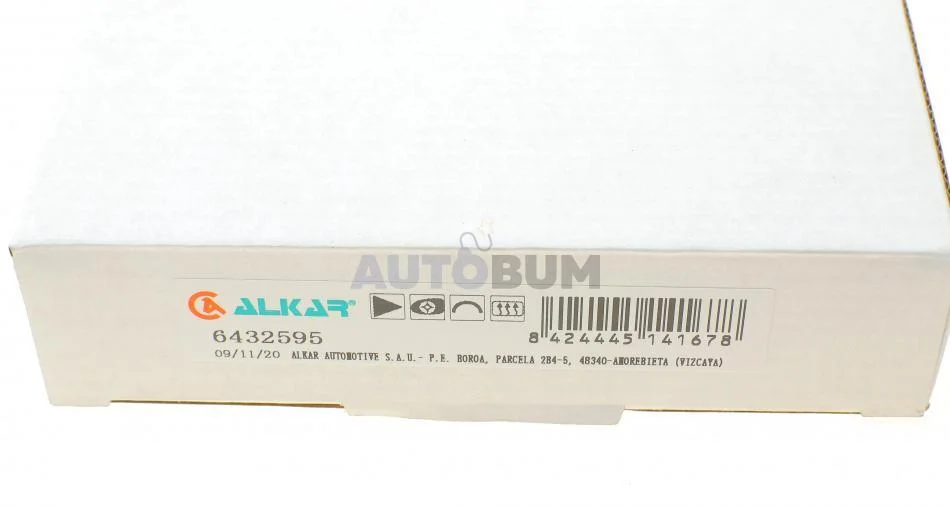 AUTOBUM
ALKAR®
6432595
8 424445 141678
09/11/20 ALKAR AUTOMOTIVE S.A.U.- P.E. BOROA, PARCELA 2B4-5, 48340-AMOREBIETA (VIZCAYA)